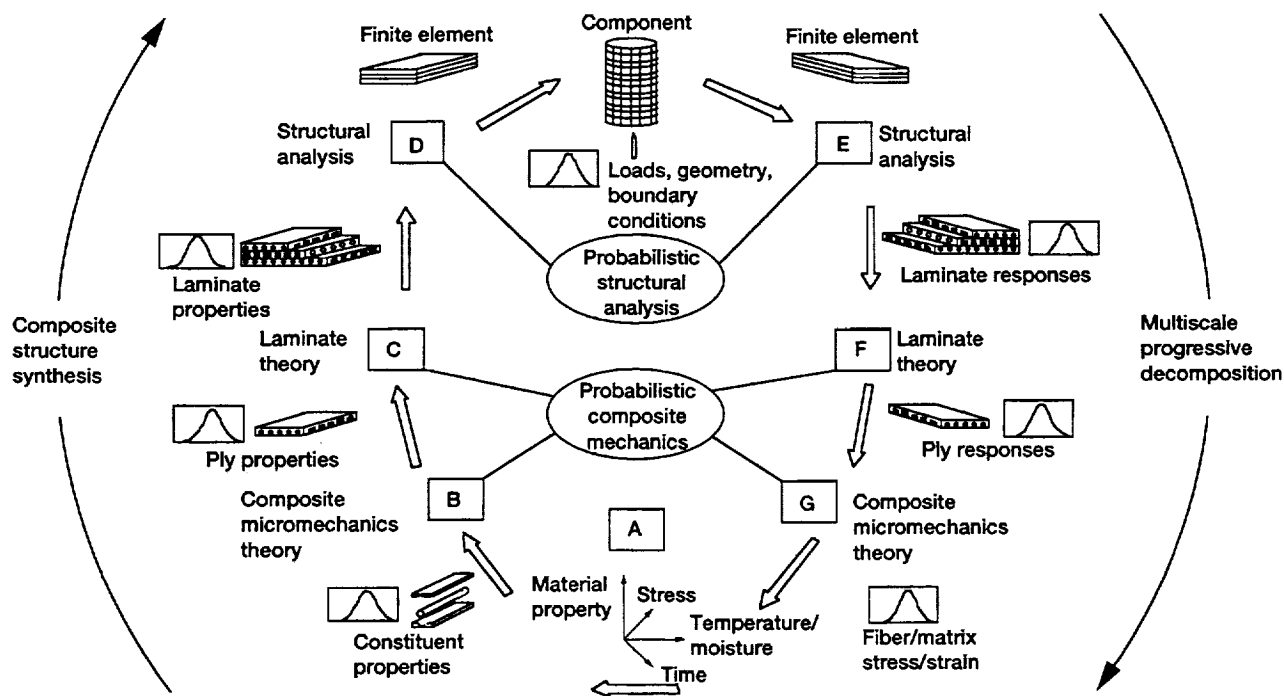 Component
Finite element
Finite element
Structural
analysis
D
E
Structural
analysis
Loads, geometry,
boundary
conditions
Probabilistic
structural
analysis
Laminate
properties
Laminate responses
Composite
structure
synthesis
Multiscale
progressive
decomposition
Laminate
theory
C
F
Laminate
theory
Probabilistic
composite
mechanics
Ply properties
Ply responses
Composite
micromechanics
theory
B
A
G
Composite
micromechanics
theory
Material
property
Stress
Temperature/
moisture
Time
Constituent
properties
Fiber/matrix
stress/strain